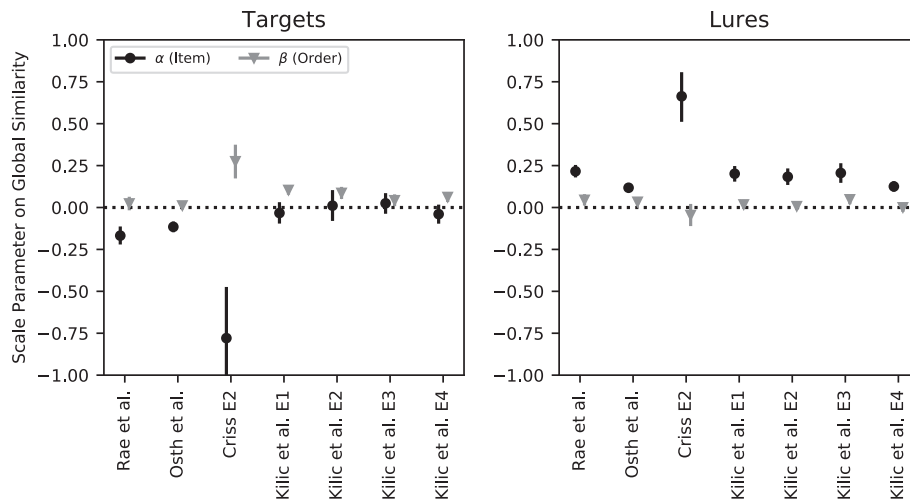 Targets
Lures
Scale Parameter on Global Similarity
1.00
0.75
0.50
0.25
0.00
−0.25
−0.50
−0.75
−1.00
α (Item)
β (Order)
Rae et al.
Osth et al.
Criss E2
Kilic et al. E1
Kilic et al. E2
Kilic et al. E3
Kilic et al. E4
1.00
0.75
0.50
0.25
0.00
−0.25
−0.50
−0.75
−1.00
Rae et al.
Osth et al.
Criss E2
Kilic et al. E1
Kilic et al. E2
Kilic et al. E3
Kilic et al. E4